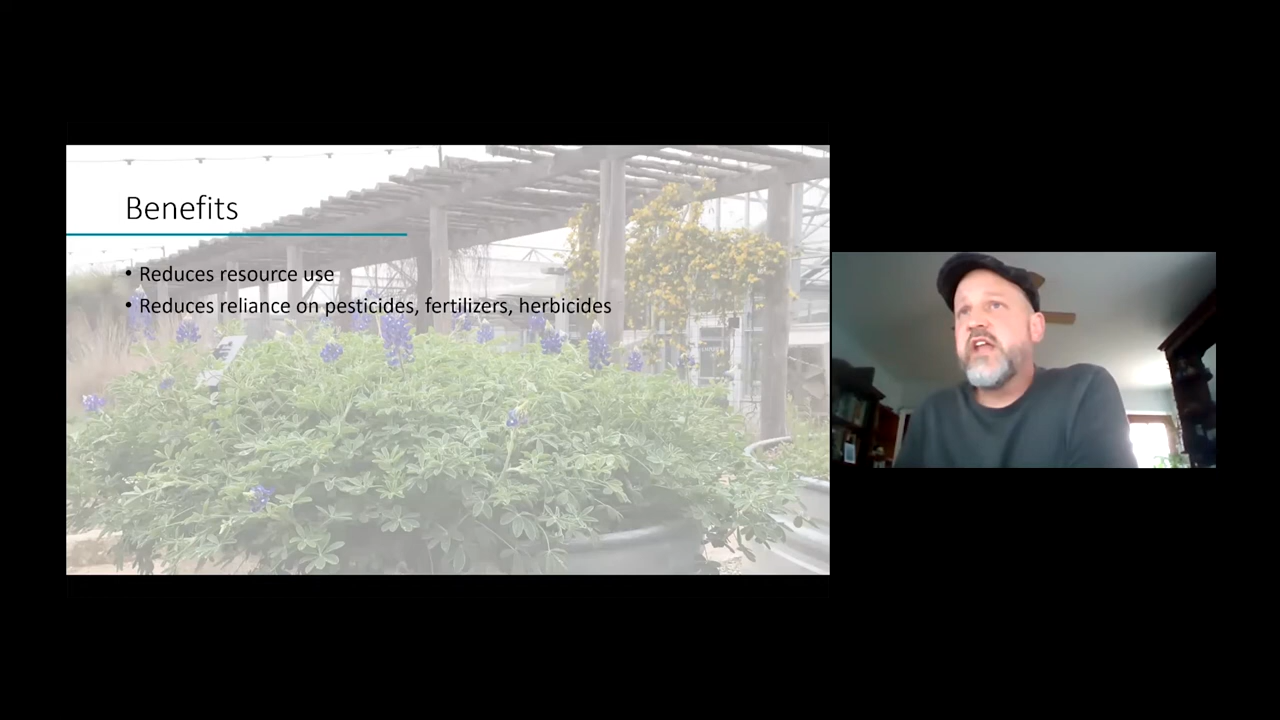 Benefits
• Reduces resource use
• Reduces reliance on pesticides, fertilizers, herbicides